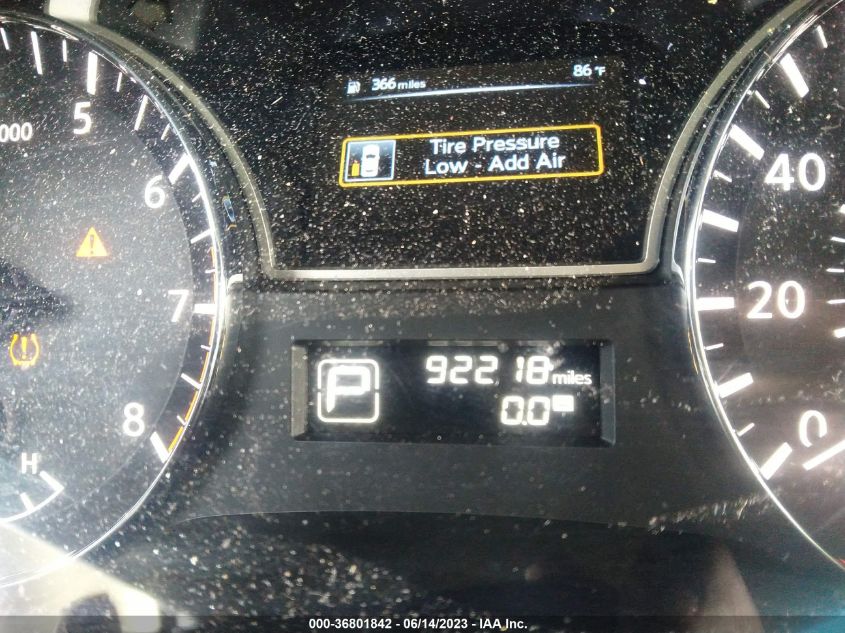 366 miles 86 °F
Tire Pressure
Low - Add Air
000
5
6
7
8
H
40
20
0
P 92218 miles
0.0
000-36801842 / 06/14/2023 / IAA Inc.